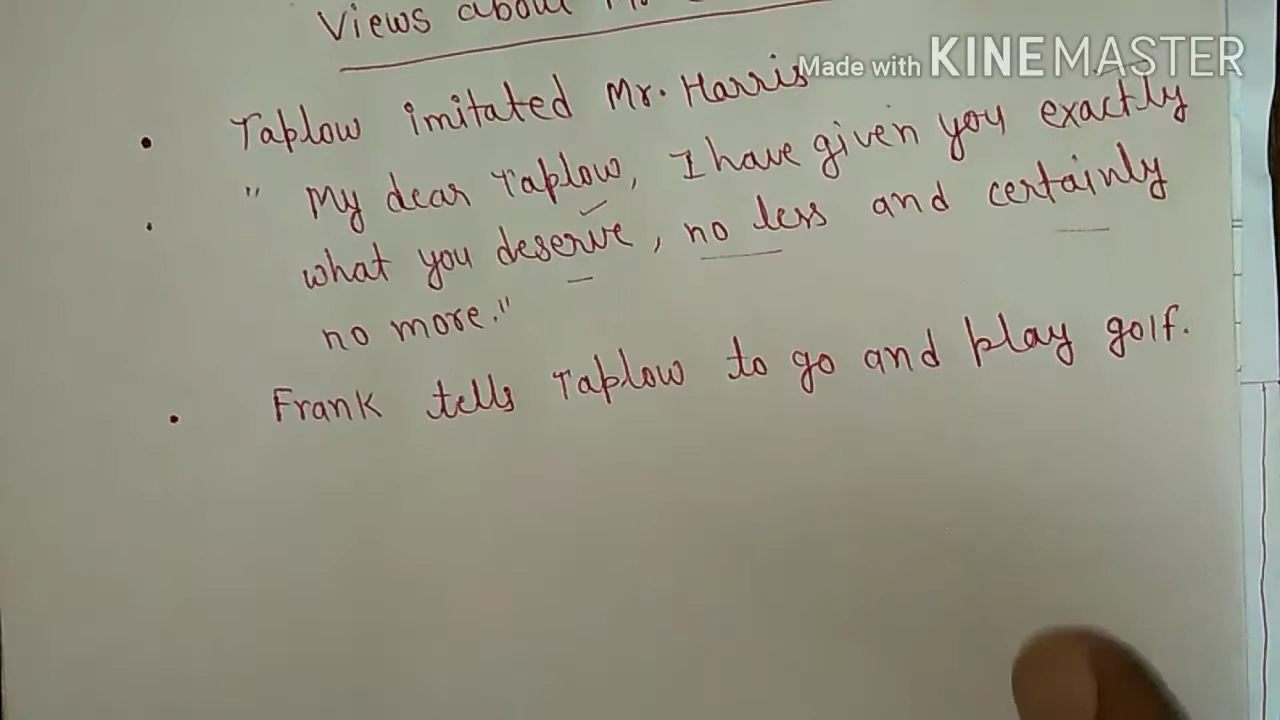 Views about
Made with KINEMASTER
• Taplow imitated Mr. Harris
" My dear Taplow, I have given you exactly
what you deserve, no less and certainly
no more."
• Frank tells Taplow to go and play golf.